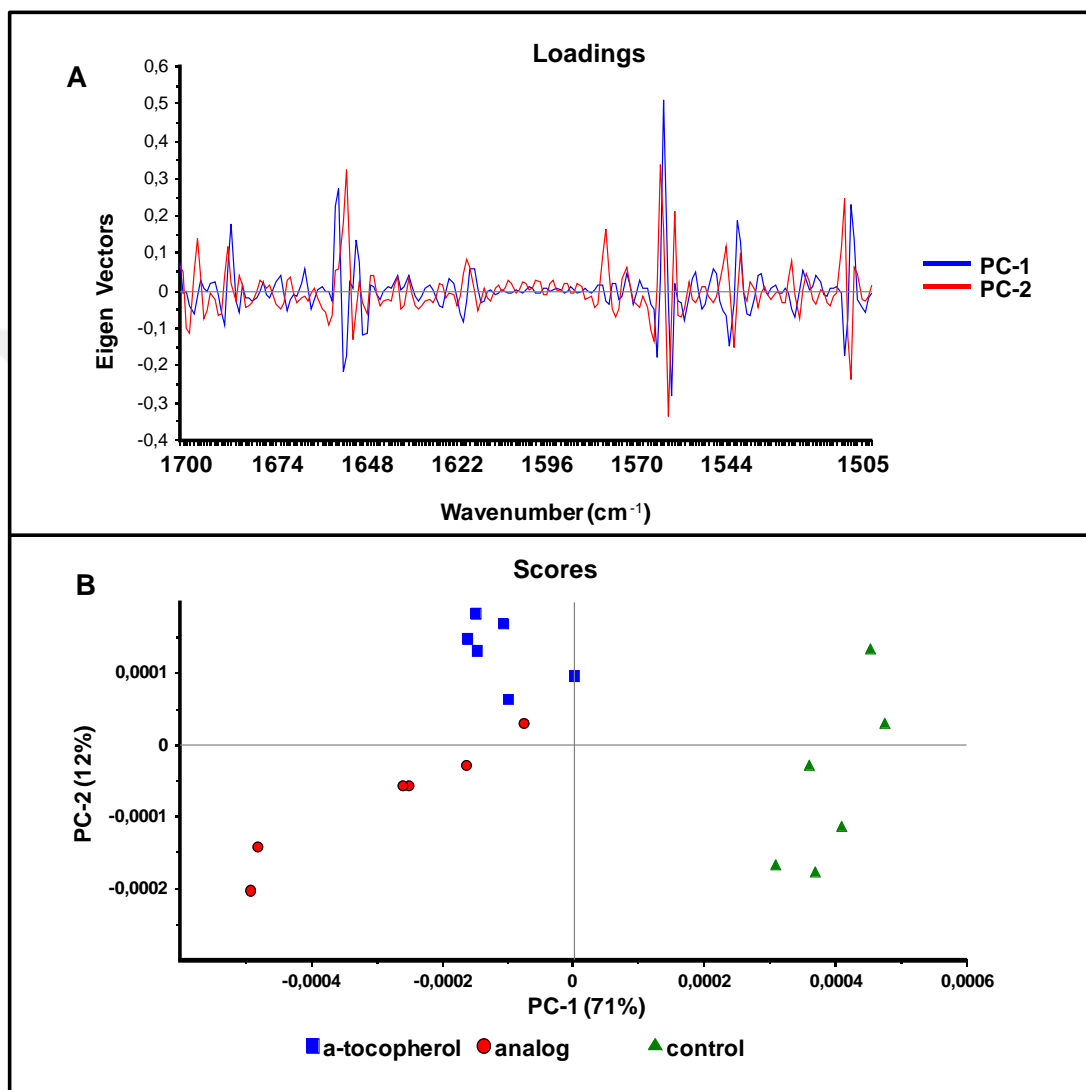 A
Loadings
Eigen Vectors
0,6
0,5
0,4
0,3
0,2
0,1
0
-0,1
-0,2
-0,3
-0,4
1700 1674 1648 1622 1596 1570 1544 1505
Wavenumber (cm-1)
PC-1
PC-2
B
Scores
PC-2 (12%)
0,0001
0
-0,0001
-0,0002
-0,0004 -0,0002 0 0,0002 0,0004 0,0006
PC-1 (71%)
a-tocopherol analog control